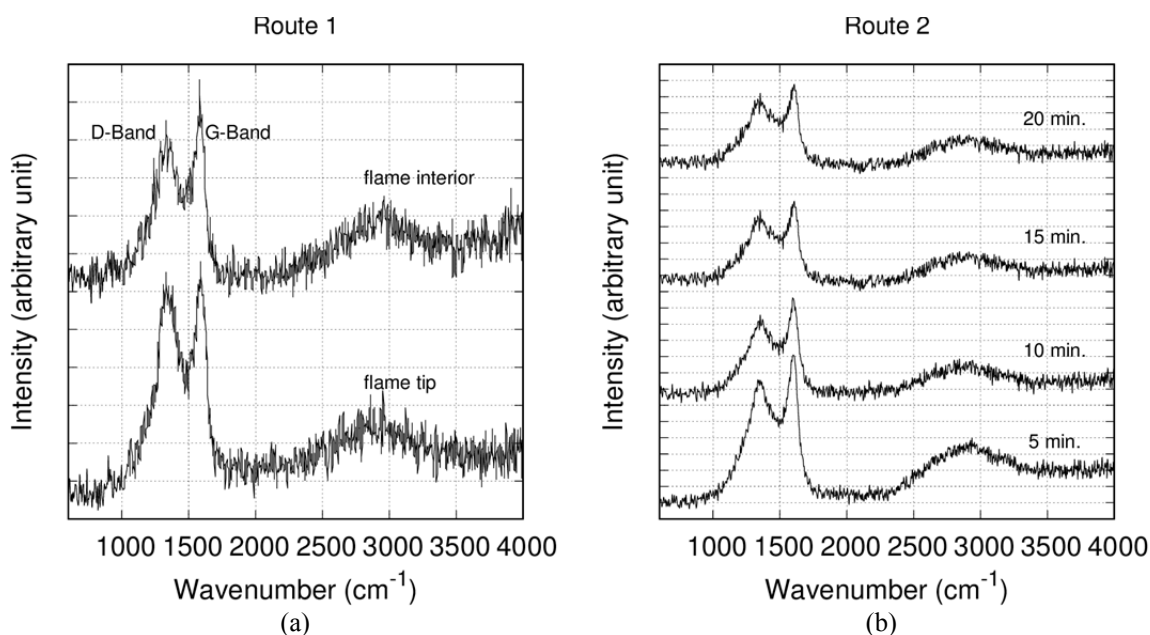 Route 1
D-Band
G-Band
flame interior
flame tip
Intensity (arbitrary unit)
1000 1500 2000 2500 3000 3500 4000
Wavenumber (cm⁻¹)
(a)
Route 2
20 min.
15 min.
10 min.
5 min.
Intensity (arbitrary unit)
1000 1500 2000 2500 3000 3500 4000
Wavenumber (cm⁻¹)
(b)